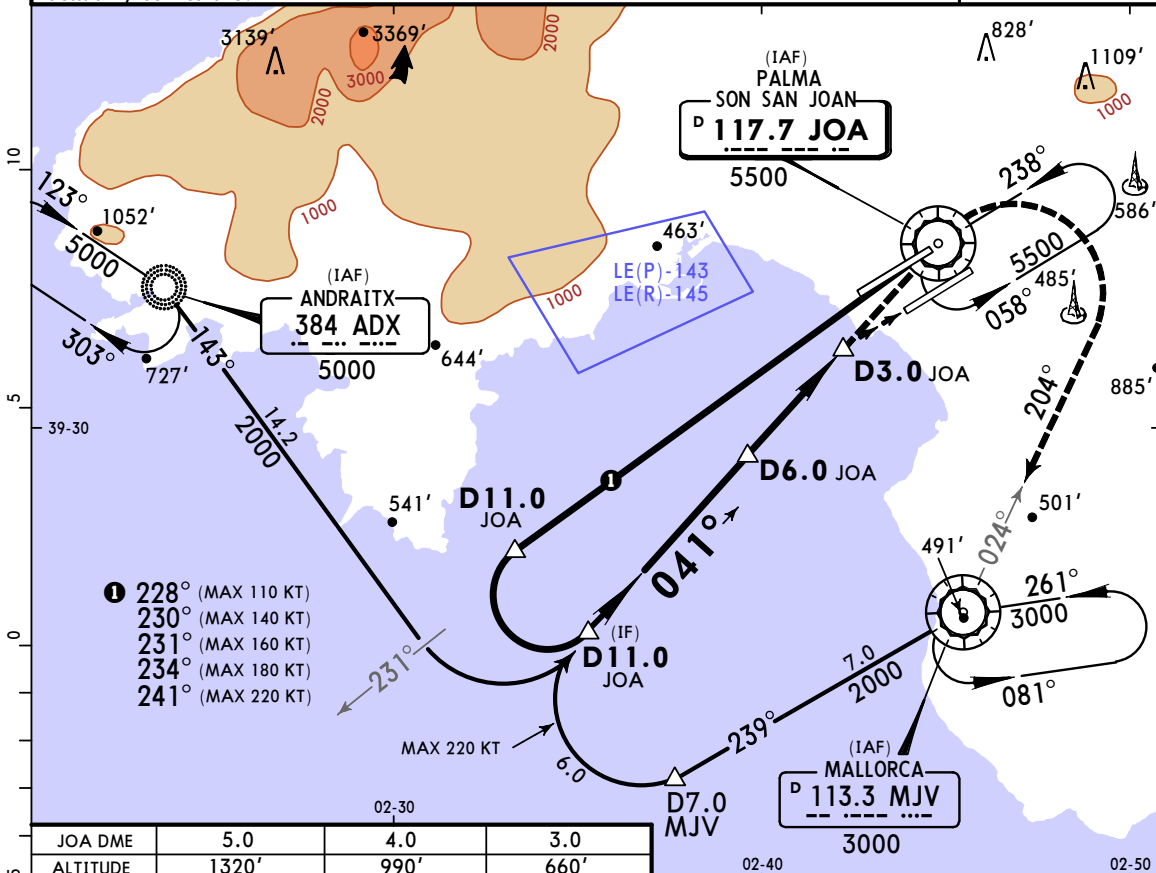 3139'
3369'
3000
2000
2000
828'
1109'
1000
(IAF)
PALMA
SON SAN JOAN
D 117.7 JOA
5500
10
123°
1052'
5000
1000
463'
LE(P)-143
LE(R)-145
1000
238°
586'
5500
485'
058°
(IAF)
ANDRAITX
384 ADX
5000
303°
727'
143°
644'
D3.0 JOA
885'
204°
5
39-30
14.2
2000
D6.0 JOA
D11.0
JOA
1
541'
041°
501'
491'
024°
1 228° (MAX 110 KT)
230° (MAX 140 KT)
231° (MAX 160 KT)
234° (MAX 180 KT)
241° (MAX 220 KT)
261°
3000
0
(IF)
D11.0
JOA
231°
7.0
2000
081°
239°
MAX 220 KT
6.0
(IAF)
MALLORCA
D 113.3 MJV
3000
D7.0
MJV
02-30
02-40
02-50
JOA DME 5.0 4.0 3.0
ALTITUDE 1320' 990' 660'